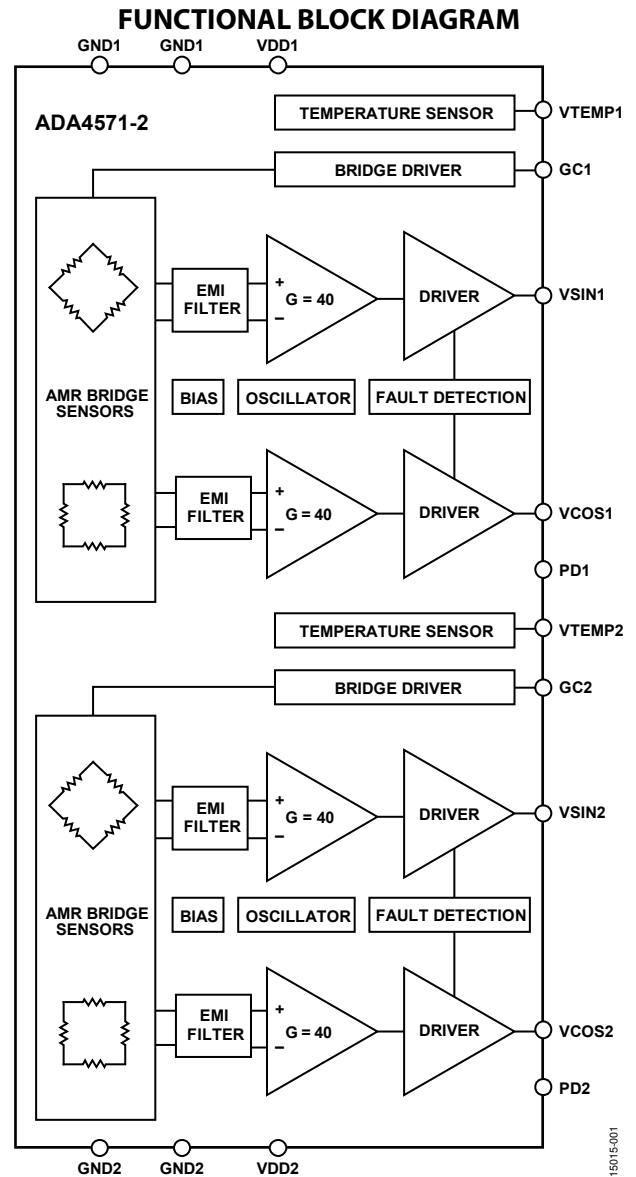 FUNCTIONAL BLOCK DIAGRAM
GND1 GND1 VDD1
ADA4571-2
TEMPERATURE SENSOR
VTEMP1
BRIDGE DRIVER
GC1
EMI
FILTER
+
G = 40
–
DRIVER
VSIN1
AMR BRIDGE
SENSORS
BIAS
OSCILLATOR
FAULT DETECTION
EMI
FILTER
+
G = 40
–
DRIVER
VCOS1
PD1
TEMPERATURE SENSOR
VTEMP2
BRIDGE DRIVER
GC2
EMI
FILTER
+
G = 40
–
DRIVER
VSIN2
AMR BRIDGE
SENSORS
BIAS
OSCILLATOR
FAULT DETECTION
EMI
FILTER
+
G = 40
–
DRIVER
VCOS2
PD2
GND2 GND2 VDD2
15015-001